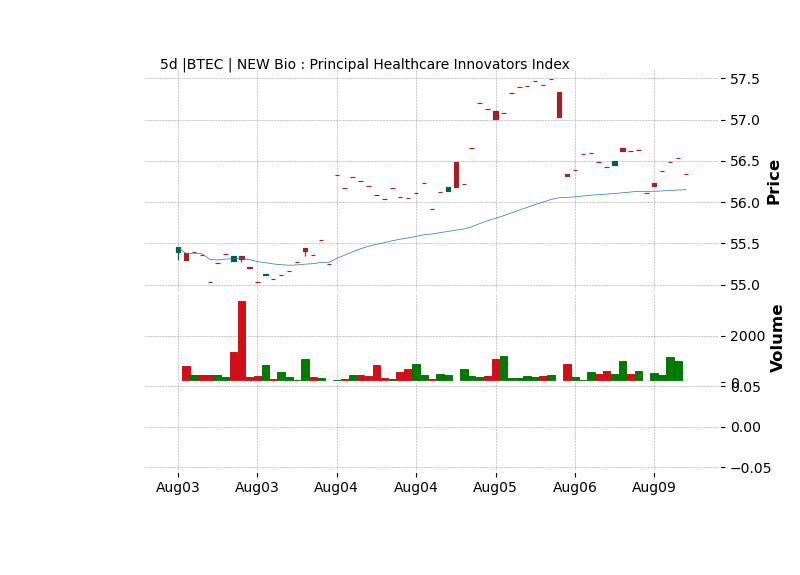 5d |BTEC | NEW Bio : Principal Healthcare Innovators Index
57.5
57.0
56.5
56.0
55.5
55.0
Price
2000
0
Volume
0.05
0.00
−0.05
Aug03 Aug03 Aug04 Aug04 Aug05 Aug06 Aug09